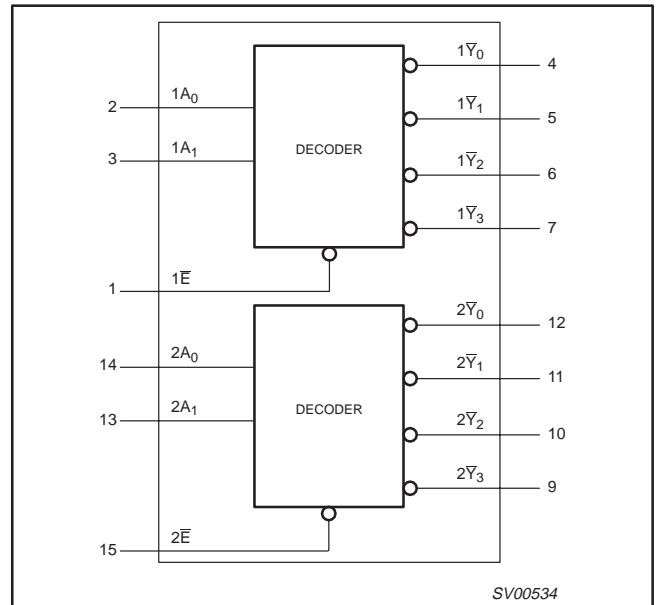 1Y̅₀ 4
2 1A₀
1Y̅₁ 5
3 1A₁ DECODER
1Y̅₂ 6
1Y̅₃ 7
1 1E̅
2Y̅₀ 12
14 2A₀
2Y̅₁ 11
13 2A₁ DECODER
2Y̅₂ 10
2Y̅₃ 9
15 2E̅
SV00534